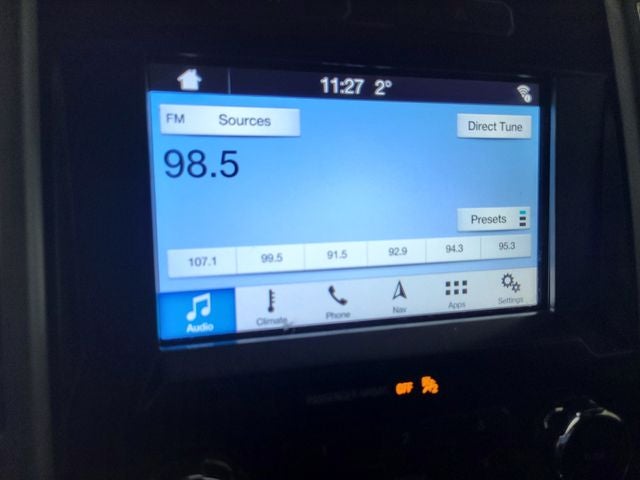 11:27 2°
FM Sources
Direct Tune
98.5
Presets
107.1 99.5 91.5 92.9 94.3 95.3
Audio Climate Phone Nav Apps Settings
OFF